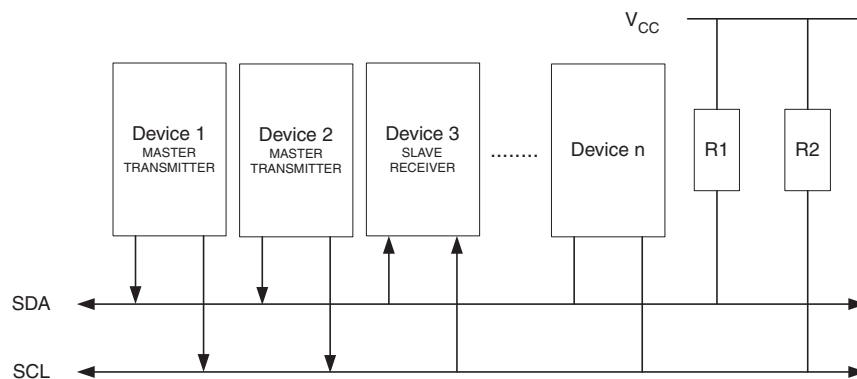 V_CC
Device 1
MASTER
TRANSMITTER
Device 2
MASTER
TRANSMITTER
Device 3
SLAVE
RECEIVER
........
Device n
R1
R2
SDA
SCL